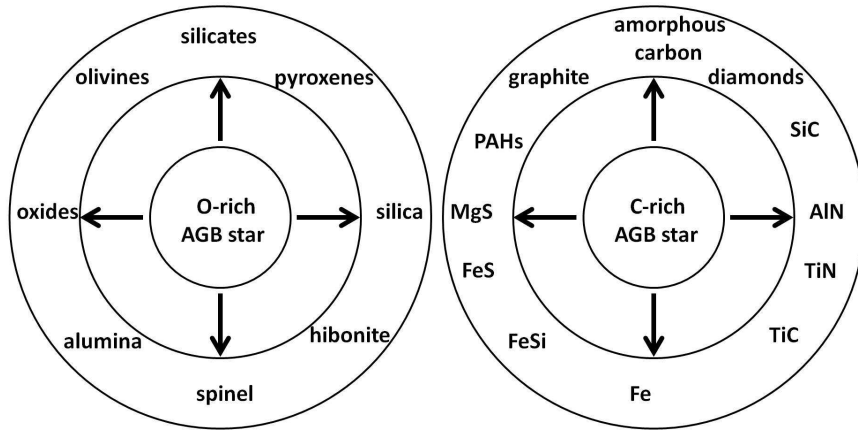 silicates
olivines
pyroxenes
oxides
O-rich
AGB star
silica
alumina
hibonite
spinel
amorphous
carbon
graphite
diamonds
PAHs
SiC
MgS
C-rich
AGB star
AlN
FeS
TiN
FeSi
TiC
Fe